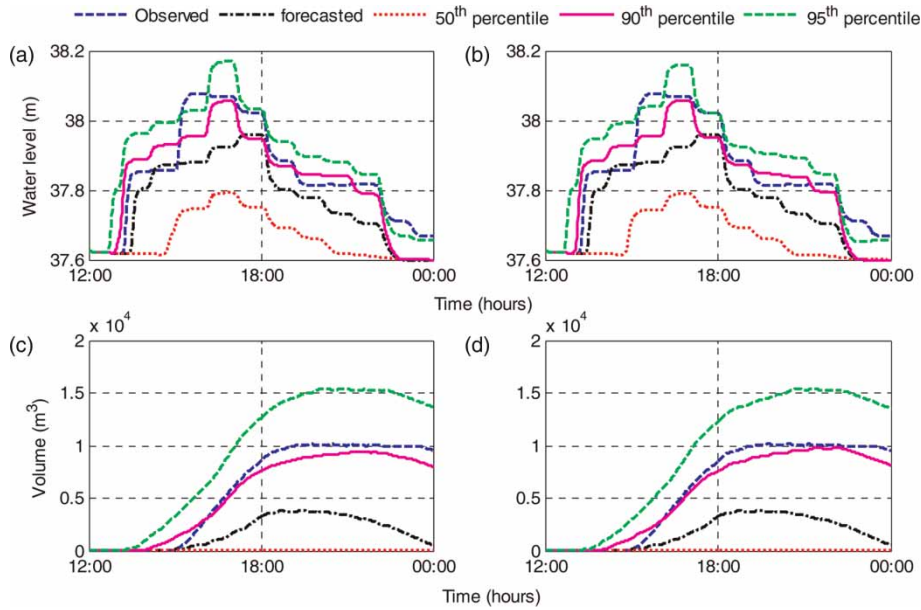 Observed forecasted 50th percentile 90th percentile 95th percentile
(a) (b)
38.2 38.2
38 38
37.8 37.8
37.6 37.6
Water level (m)
12:00 18:00 00:00 12:00 18:00 00:00
Time (hours)
(c) (d)
x 10^4 x 10^4
2 2
1.5 1.5
1 1
0.5 0.5
0 0
Volume (m³)
12:00 18:00 00:00 12:00 18:00 00:00
Time (hours)